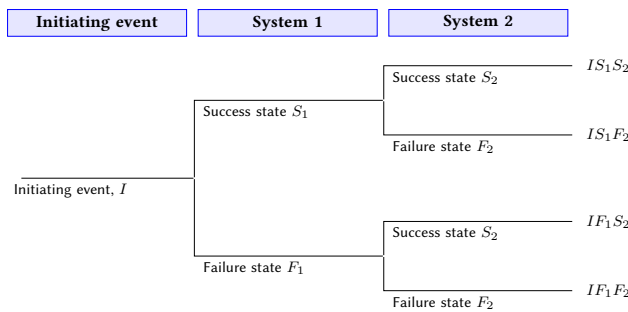 Initiating event
System 1
System 2
Success state S₂
IS₁S₂
Success state S₁
Failure state F₂
IS₁F₂
Initiating event, I
Success state S₂
IF₁S₂
Failure state F₁
Failure state F₂
IF₁F₂